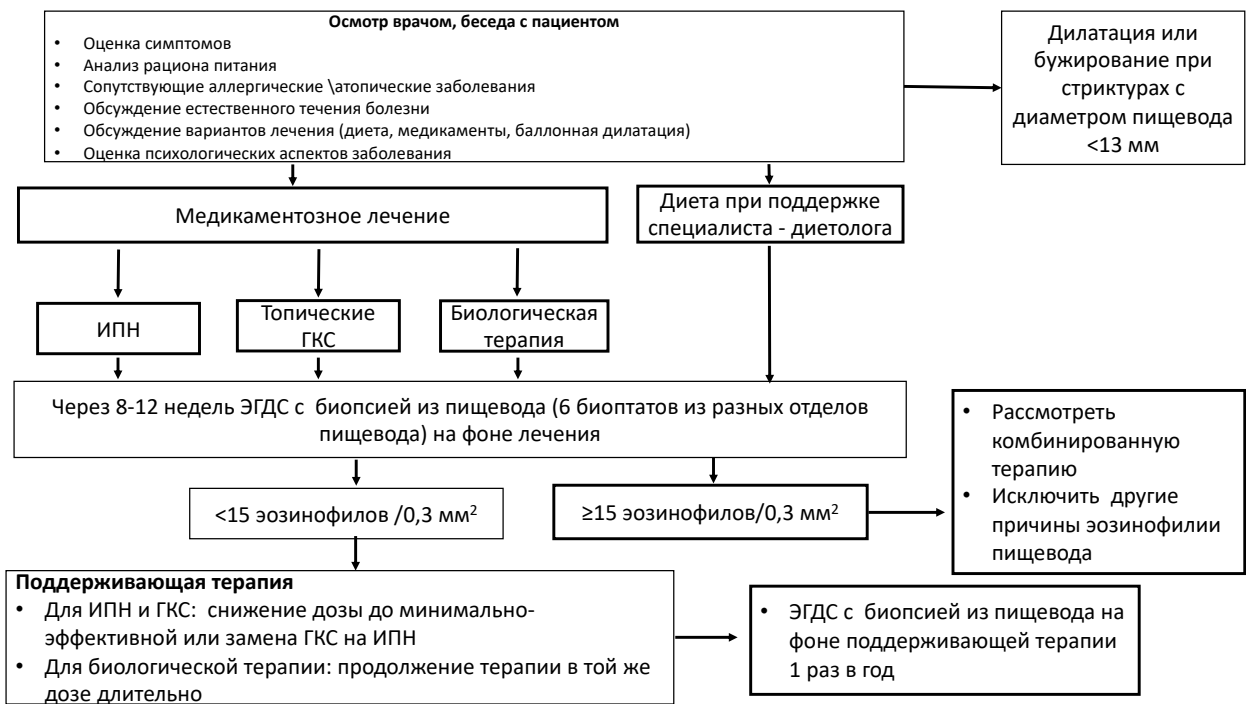 Осмотр врачом, беседа с пациентом
• Оценка симптомов
• Анализ рациона питания
• Сопутствующие аллергические \атопические заболевания
• Обсуждение естественного течения болезни
• Обсуждение вариантов лечения (диета, медикаменты, баллонная дилатация)
• Оценка психологических аспектов заболевания
Дилатация или
бужирование при
стриктурах с
диаметром пищевода
<13 мм
Медикаментозное лечение
Диета при поддержке
специалиста - диетолога
ИПН
Топические
ГКС
Биологическая
терапия
Через 8-12 недель ЭГДС с биопсией из пищевода (6 биоптатов из разных отделов
пищевода) на фоне лечения
<15 эозинофилов /0,3 мм²
≥15 эозинофилов/0,3 мм²
• Рассмотреть
комбинированную
терапию
• Исключить другие
причины эозинофилии
пищевода
Поддерживающая терапия
• Для ИПН и ГКС: снижение дозы до минимально-
эффективной или замена ГКС на ИПН
• Для биологической терапии: продолжение терапии в той же
дозе длительно
• ЭГДС с биопсией из пищевода на
фоне поддерживающей терапии
1 раз в год